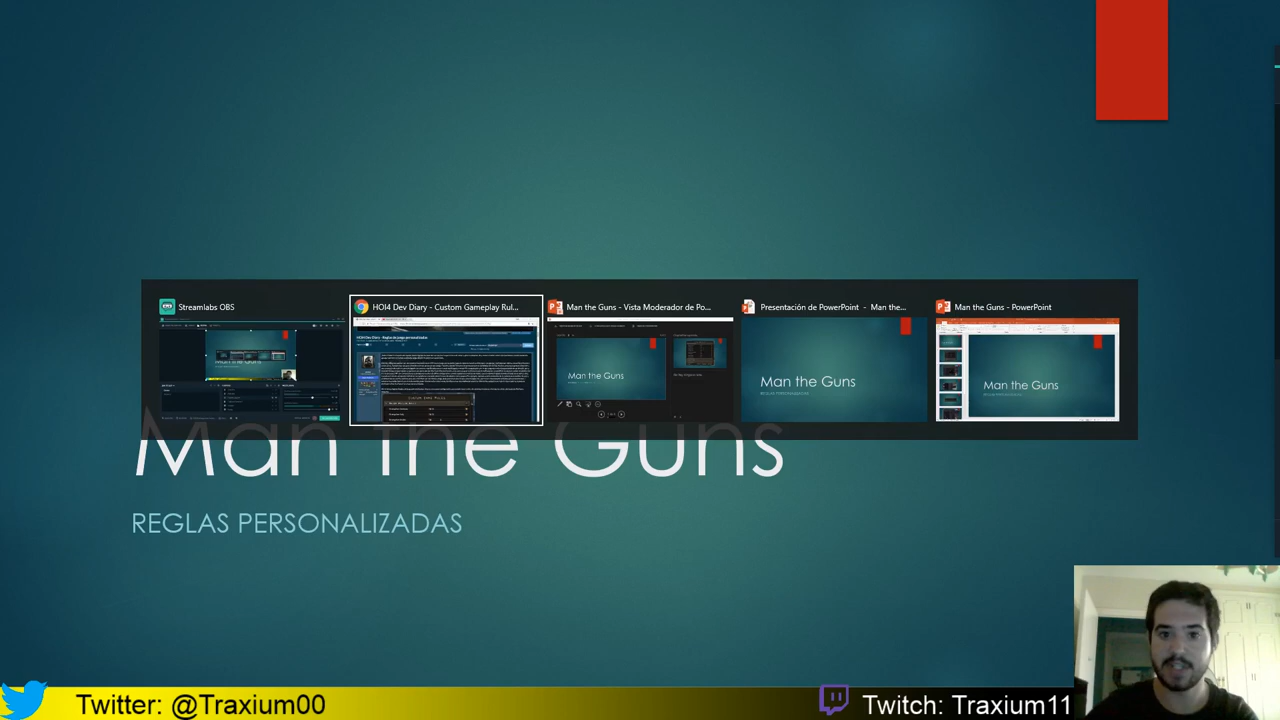 Streamlabs OBS
HOI4 Dev Diary - Custom Gameplay Rul...
Man the Guns - Vista Moderador de Po...
Presentación de PowerPoint - Man the...
Man the Guns - PowerPoint
Man the Guns
Man the Guns
Man the Guns
Man the Guns
REGLAS PERSONALIZADAS
Twitter: @Traxium00
Twitch: Traxium11